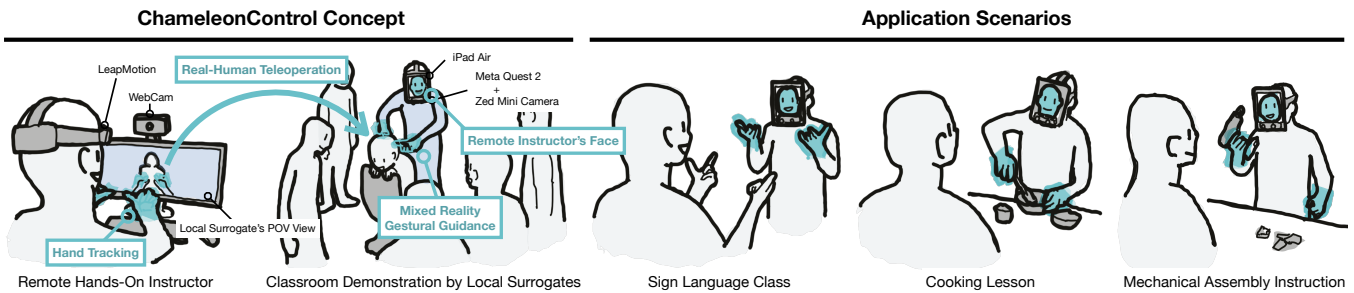 ChameleonControl Concept
Application Scenarios
LeapMotion
WebCam
Real-Human Teleoperation
iPad Air
Meta Quest 2
+
Zed Mini Camera
Remote Instructor's Face
Mixed Reality
Gestural Guidance
Local Surrogate's POV View
Hand Tracking
Remote Hands-On Instructor
Classroom Demonstration by Local Surrogates
Sign Language Class
Cooking Lesson
Mechanical Assembly Instruction